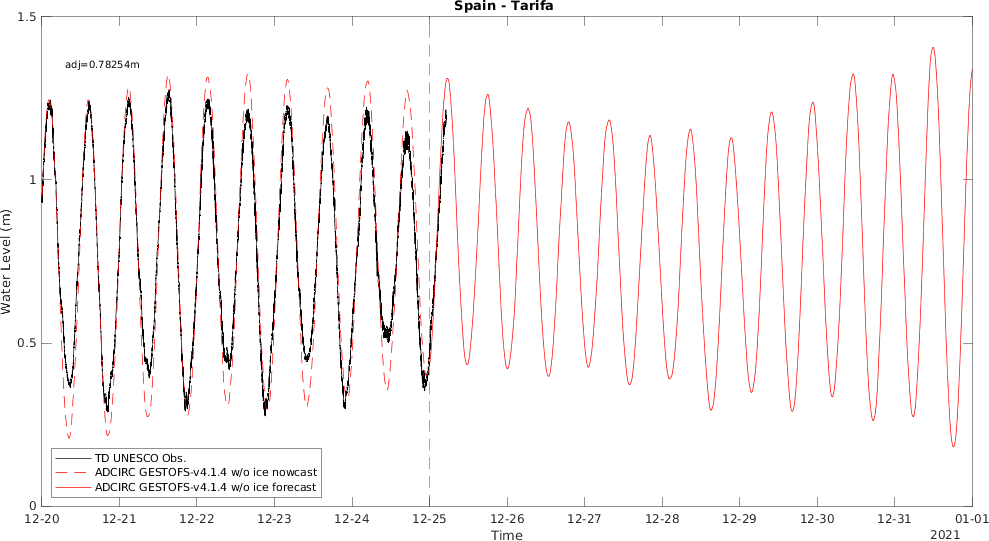 Spain - Tarifa
adj=0.78254m
Water Level (m)
1.5
1
0.5
0
TD UNESCO Obs.
ADCIRC GESTOFS-v4.1.4 w/o ice nowcast
ADCIRC GESTOFS-v4.1.4 w/o ice forecast
12-20 12-21 12-22 12-23 12-24 12-25 12-26 12-27 12-28 12-29 12-30 12-31 01-01
Time
2021